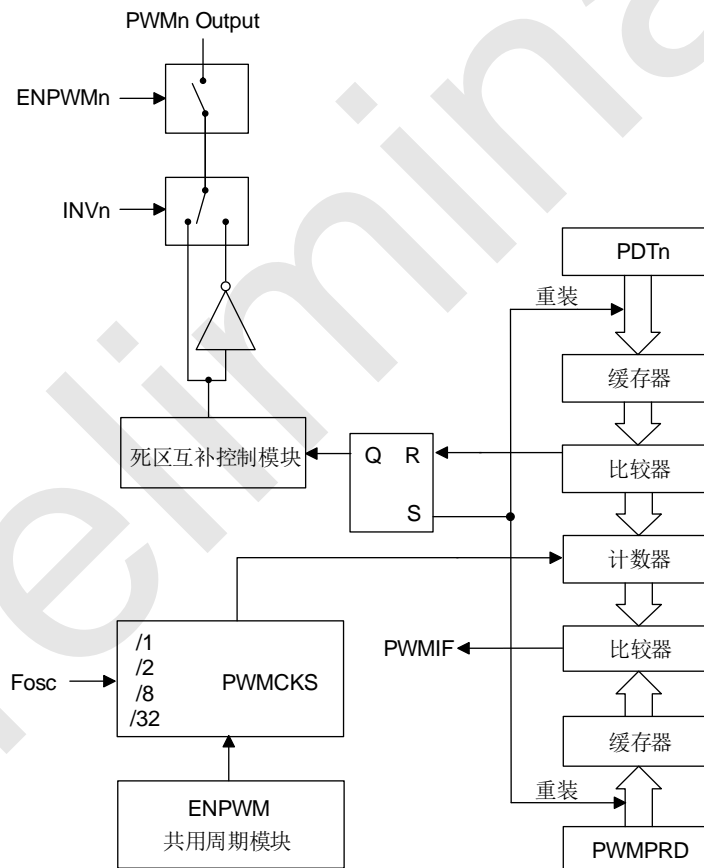 PWMn Output
ENPWMn
INVn
PDTn
重装
缓存器
死区互补控制模块
Q R
S
比较器
计数器
/1
/2
/8
/32
PWMCKS
Fosc
PWMIF
比较器
缓存器
ENPWM
共用周期模块
重装
PWMPRD